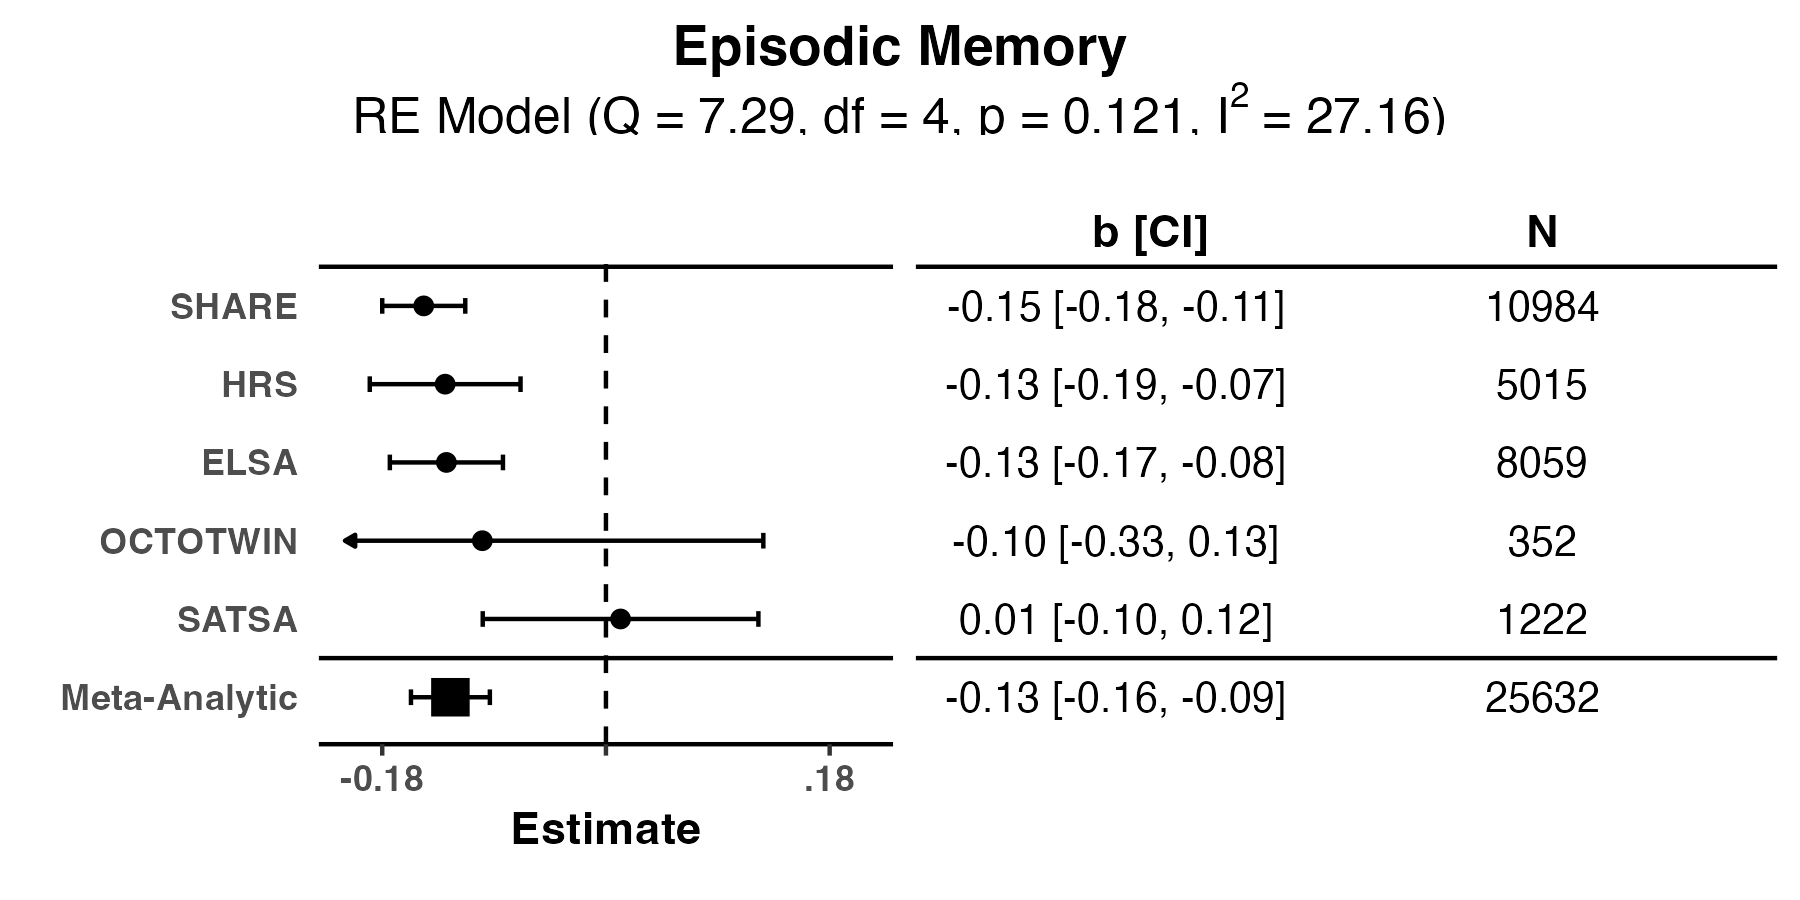 Episodic Memory
RE Model (Q = 7.29, df = 4, p = 0.121, I² = 27.16)
b [CI] N
SHARE -0.15 [-0.18, -0.11] 10984
HRS -0.13 [-0.19, -0.07] 5015
ELSA -0.13 [-0.17, -0.08] 8059
OCTOTWIN -0.10 [-0.33, 0.13] 352
SATSA 0.01 [-0.10, 0.12] 1222
Meta-Analytic -0.13 [-0.16, -0.09] 25632
-0.18 .18
Estimate